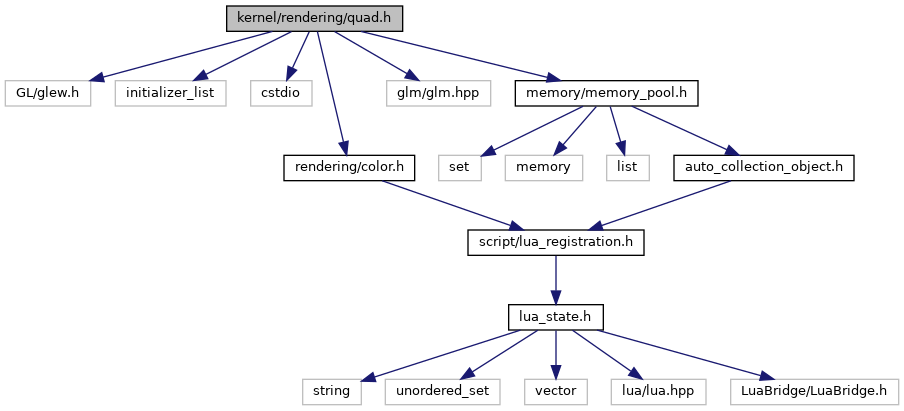 kernel/rendering/quad.h
GL/glew.h
initializer_list
cstdio
glm/glm.hpp
memory/memory_pool.h
rendering/color.h
set
memory
list
auto_collection_object.h
script/lua_registration.h
lua_state.h
string
unordered_set
vector
lua/lua.hpp
LuaBridge/LuaBridge.h